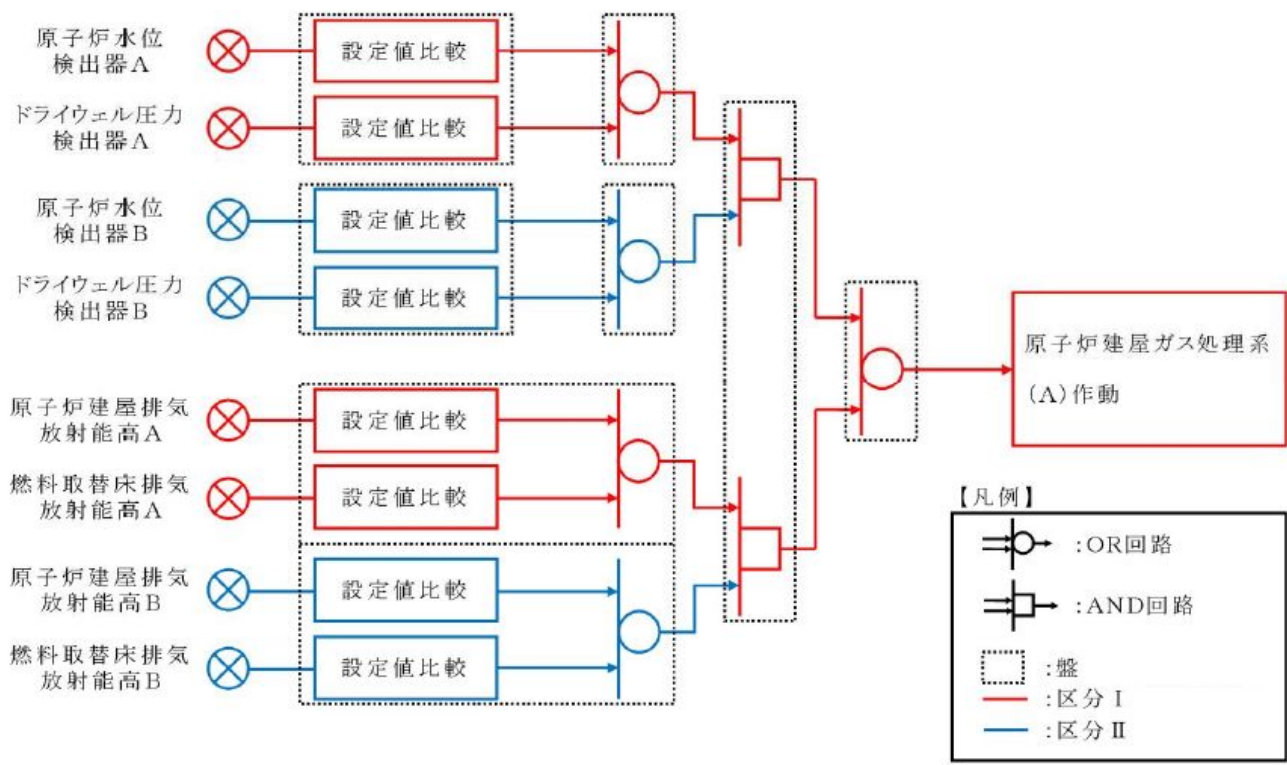 原子炉水位
検出器A
設定値比較
ドライウェル圧力
検出器A
設定値比較
原子炉水位
検出器B
設定値比較
ドライウェル圧力
検出器B
設定値比較
原子炉建屋排気
放射能高A
設定値比較
燃料取替床排気
放射能高A
設定値比較
原子炉建屋排気
放射能高B
設定値比較
燃料取替床排気
放射能高B
設定値比較
原子炉建屋ガス処理系
(A)作動
【凡例】
:OR回路
:AND回路
:盤
:区分Ⅰ
:区分Ⅱ